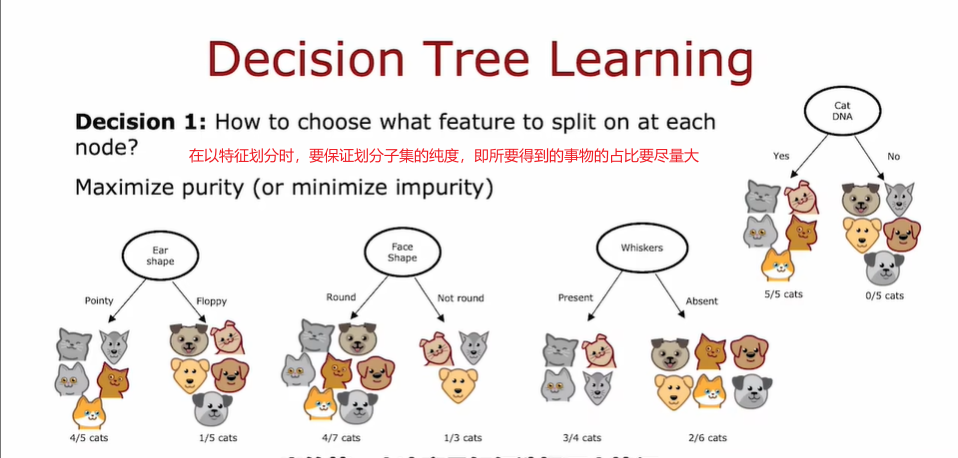 Decision Tree Learning
Decision 1: How to choose what feature to split on at each
node?
在以特征划分时，要保证划分子集的纯度，即所要得到的事物的占比要尽量大
Maximize purity (or minimize impurity)
Cat
DNA
Yes
No
5/5 cats
0/5 cats
Ear
shape
Pointy
Floppy
4/5 cats
1/5 cats
Face
Shape
Round
Not round
4/7 cats
1/3 cats
Whiskers
Present
Absent
3/4 cats
2/6 cats